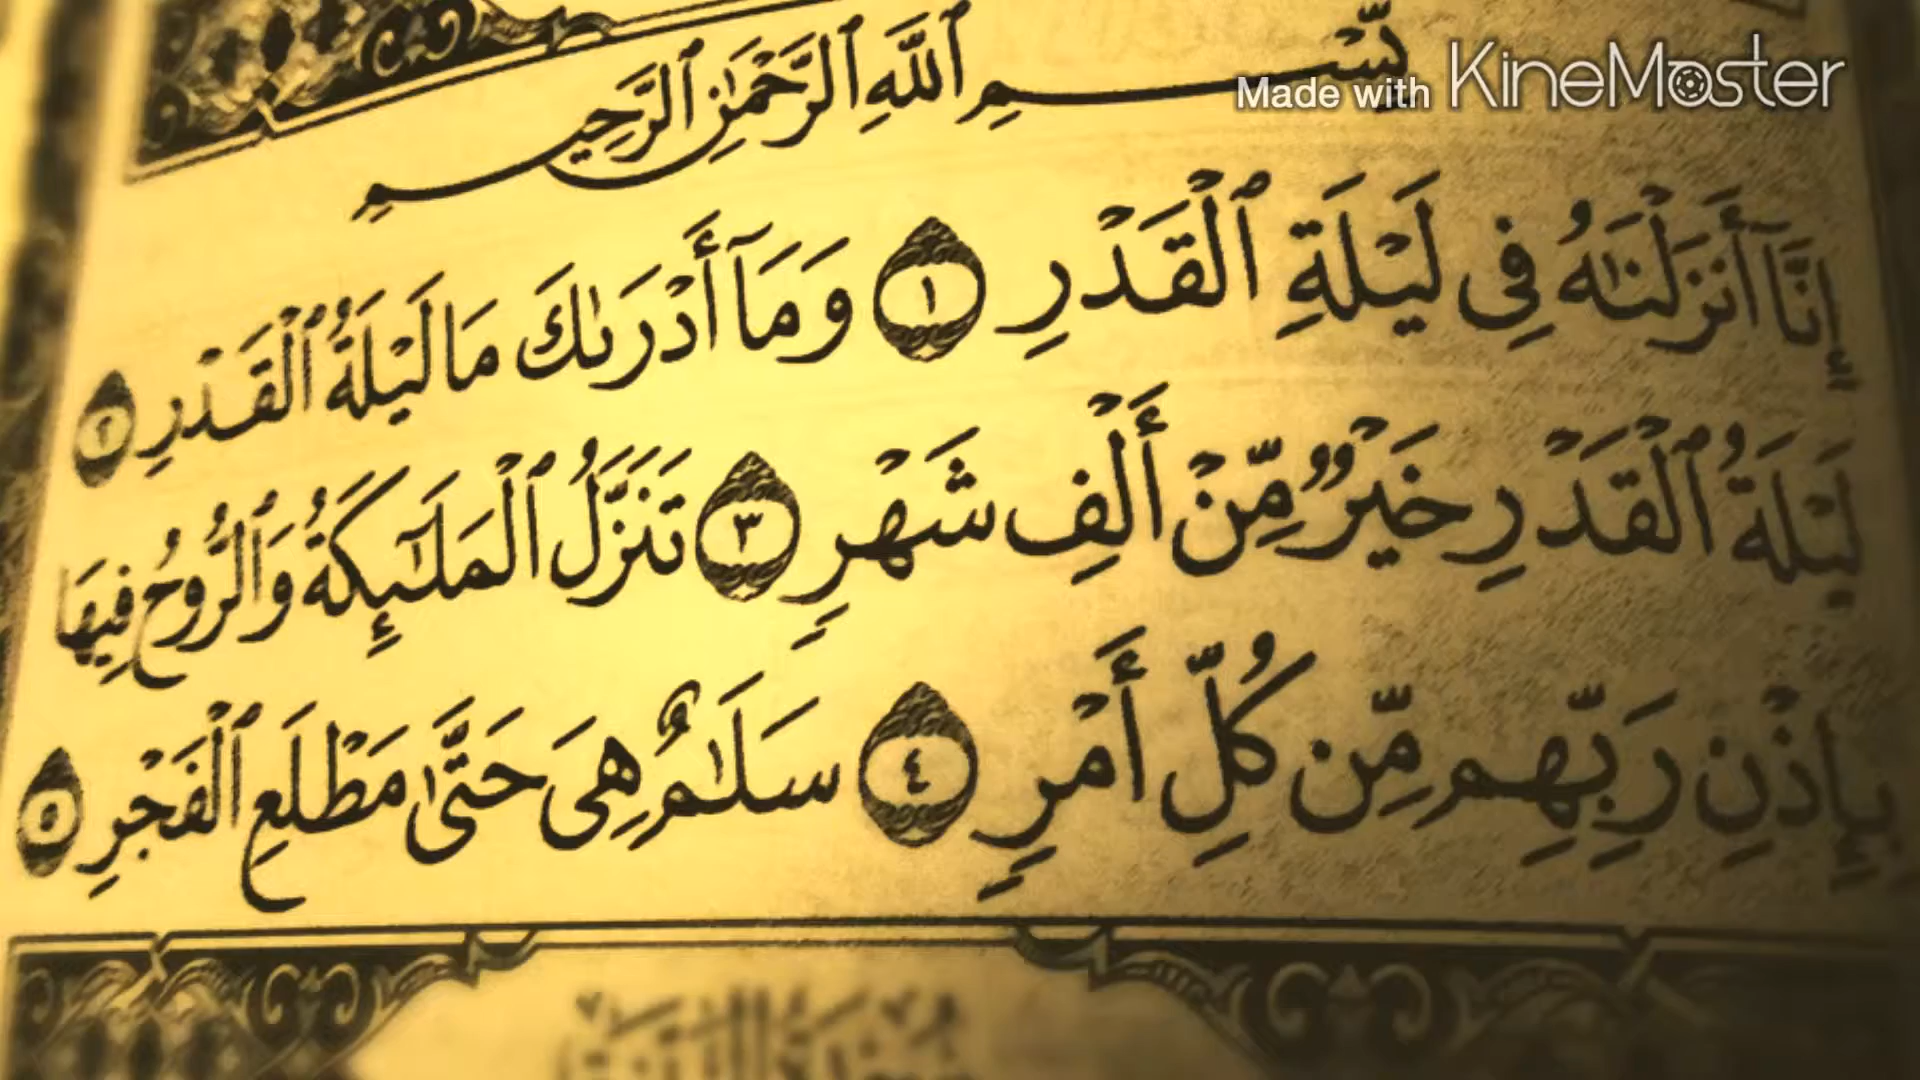 بِسْمِ ٱللَّهِ ٱلرَّحْمَٰنِ ٱلرَّحِيمِ
Made with KineMaster
إِنَّآ أَنزَلْنَٰهُ فِى لَيْلَةِ ٱلْقَدْرِ ١ وَمَآ أَدْرَىٰكَ مَا لَيْلَةُ ٱلْقَدْرِ ٢
لَيْلَةُ ٱلْقَدْرِ خَيْرٌ مِّنْ أَلْفِ شَهْرٍ ٣ تَنَزَّلُ ٱلْمَلَٰٓئِكَةُ وَٱلرُّوحُ فِيهَا
بِإِذْنِ رَبِّهِم مِّن كُلِّ أَمْرٍ ٤ سَلَٰمٌ هِىَ حَتَّىٰ مَطْلَعِ ٱلْفَجْرِ ٥